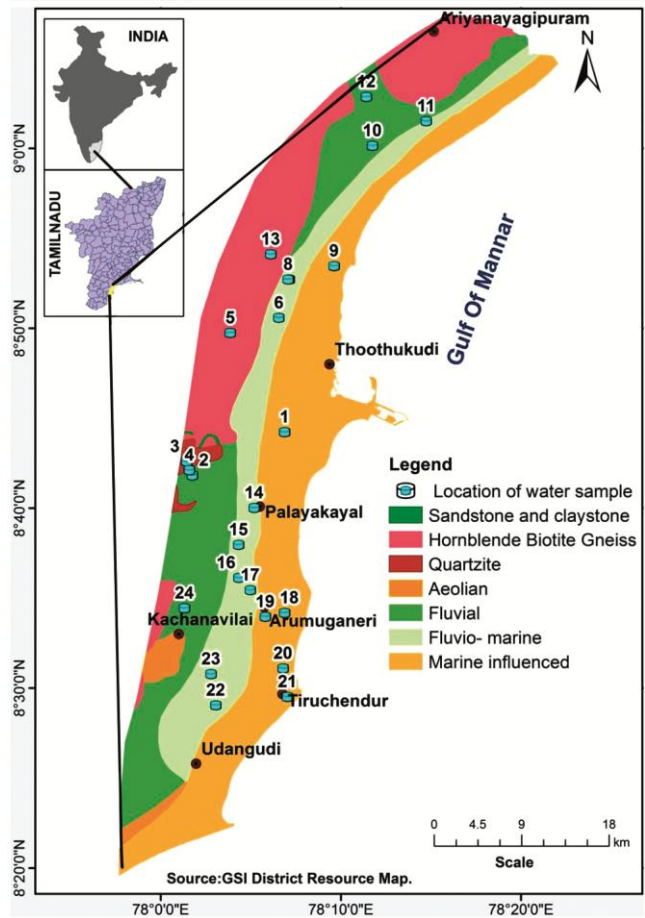 INDIA
TAMILNADU
Ariyanayagipuram
N
12
11
10
9°0'0"N
13
8
9
6
5
8°50'0"N
Gulf Of Mannar
Thoothukudi
1
3
4
2
8°40'0"N
14
Palayakayal
15
16
17
24
19
18
Kachanavilai
Arumuganeri
23
20
22
21
8°30'0"N
Tiruchendur
Udangudi
8°20'0"N
Legend
Location of water sample
Sandstone and claystone
Hornblende Biotite Gneiss
Quartzite
Aeolian
Fluvial
Fluvio- marine
Marine influenced
0 4.5 9 18
km
Scale
Source:GSI District Resource Map.
78°0'0"E 78°10'0"E 78°20'0"E